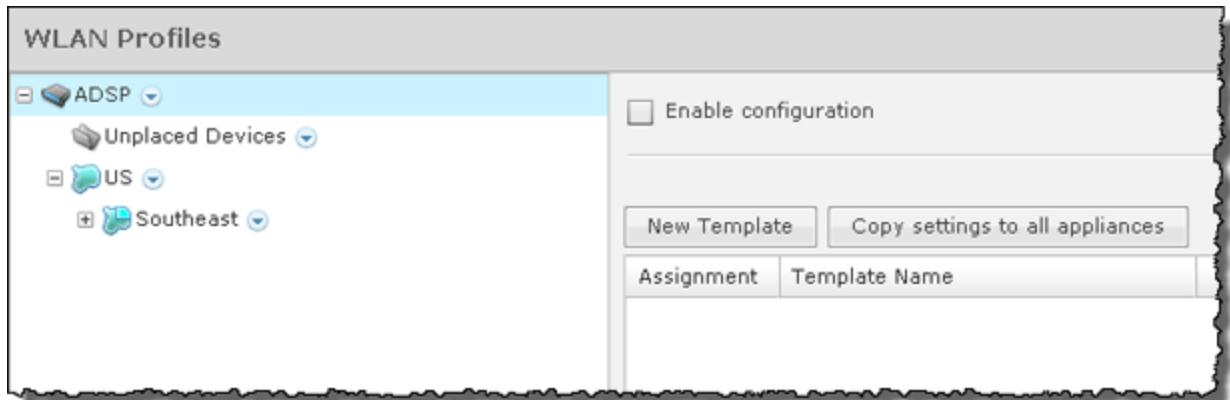 WLAN Profiles
ADSP
Unplaced Devices
US
Southeast
Enable configuration
New Template
Copy settings to all appliances
Assignment
Template Name